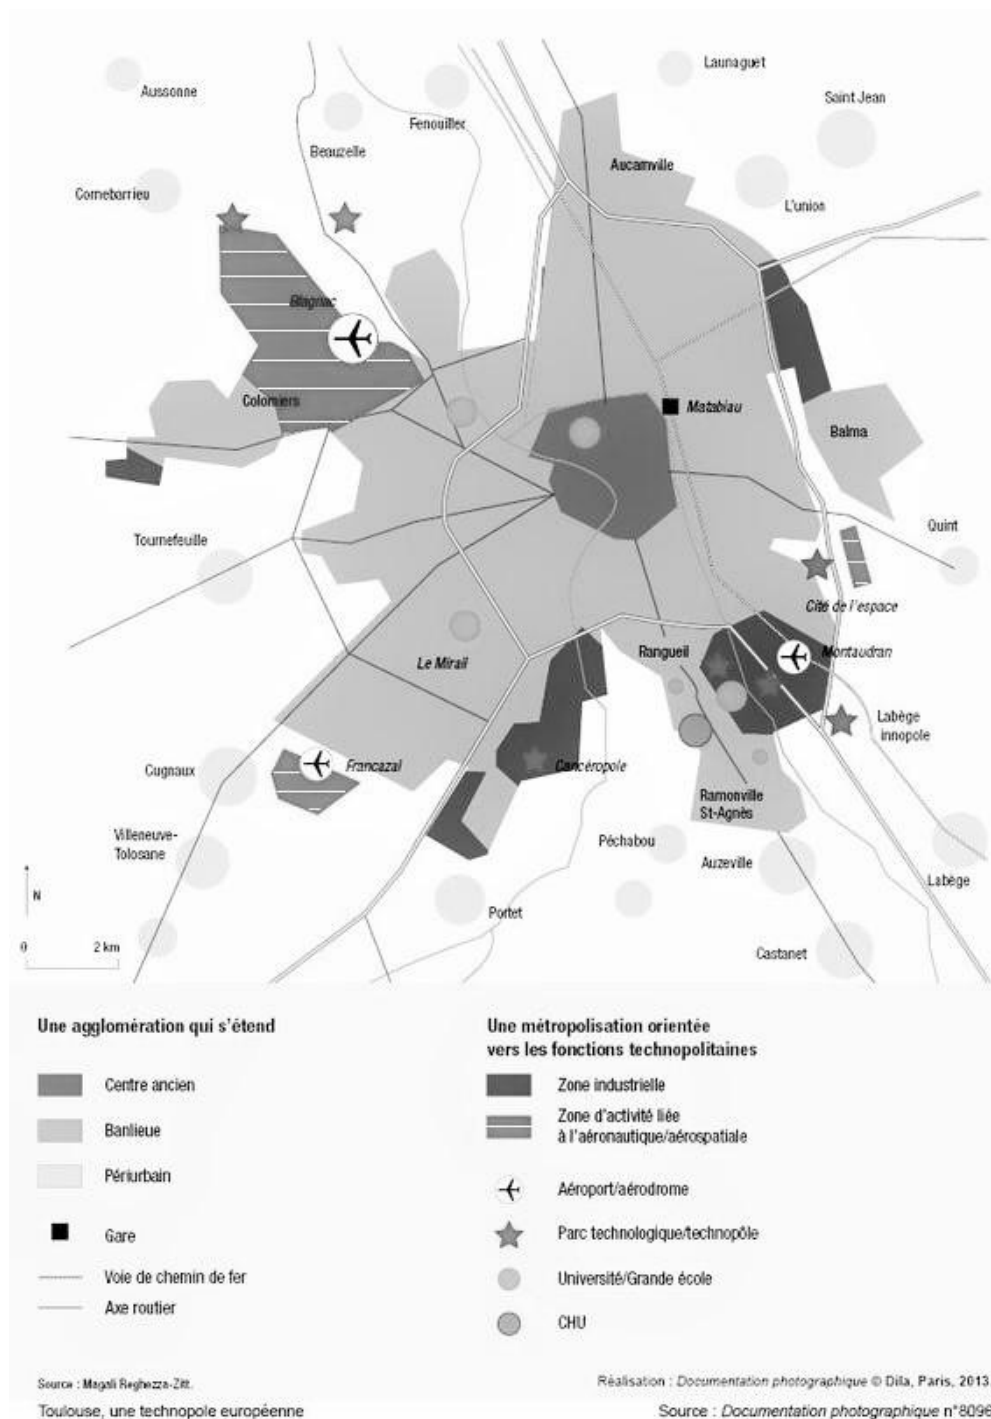 Launaguet
Aussonne
Saint Jean
Fenouiller
Beauzelle
Aucamville
Cornebarrieu
L'union
Blagnac
Colomiers
Matabiau
Balma
Quint
Tournefeuille
Cité de l'espace
Le Mirail
Rangueil
Montaudran
Labège
innopole
Cugnaux
Francazal
Cancéropole
Ramonville
St-Agnès
Villeneuve-
Tolosane
Péchabou
Auzeville
Labège
N
Portet
0 2 km
Castanet
Une agglomération qui s'étend
Centre ancien
Banlieue
Périurbain
Gare
Voie de chemin de fer
Axe routier
Une métropolisation orientée
vers les fonctions technopolitaines
Zone industrielle
Zone d'activité liée
à l'aéronautique/aérospatiale
Aéroport/aérodrome
Parc technologique/technopôle
Université/Grande école
CHU
Source : Magali Reghezza-Zitt.
Réalisation : Documentation photographique © Dila, Paris, 2013
Toulouse, une technopole européenne
Source : Documentation photographique n°8096